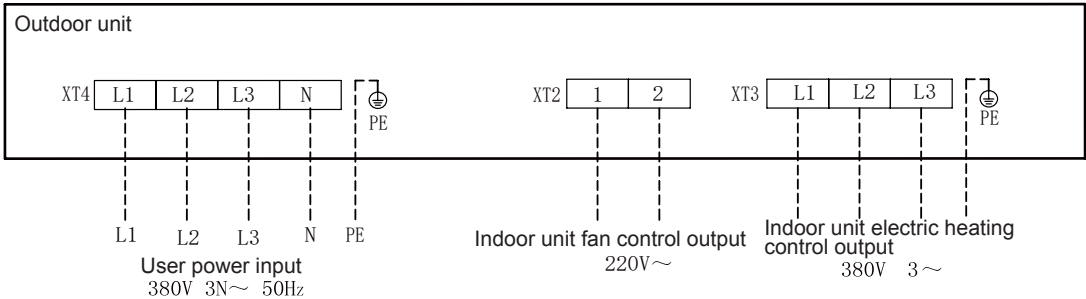 Outdoor unit
XT4 L1 L2 L3 N PE
XT2 1 2
XT3 L1 L2 L3 PE
L1 L2 L3 N PE
User power input
380V 3N～ 50Hz
Indoor unit fan control output
220V～
Indoor unit electric heating
control output
380V 3～